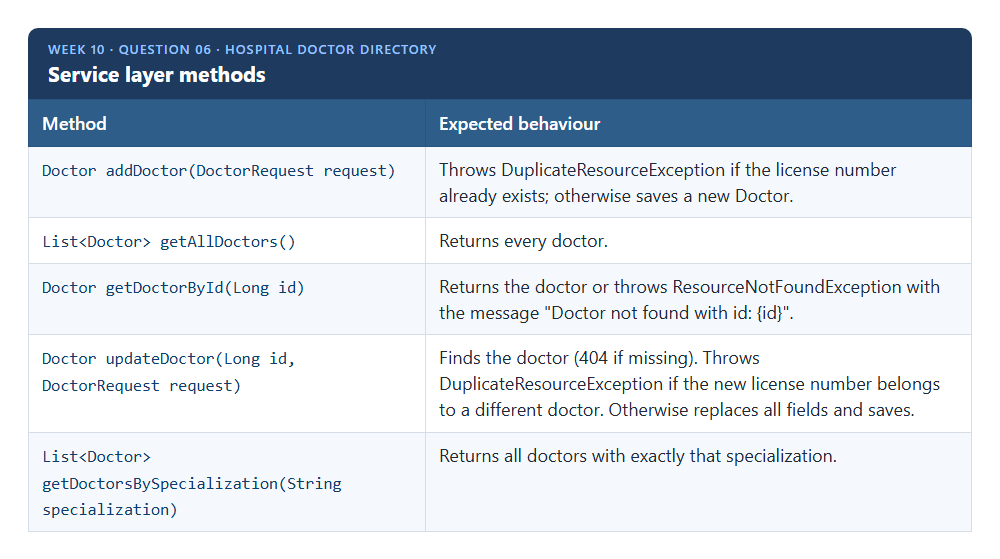 WEEK 10 · QUESTION 06 · HOSPITAL DOCTOR DIRECTORY
Service layer methods
Method
Expected behaviour
Doctor addDoctor(DoctorRequest request)
Throws DuplicateResourceException if the license number
already exists; otherwise saves a new Doctor.
List<Doctor> getAllDoctors()
Returns every doctor.
Doctor getDoctorById(Long id)
Returns the doctor or throws ResourceNotFoundException with
the message "Doctor not found with id: {id}".
Doctor updateDoctor(Long id,
DoctorRequest request)
Finds the doctor (404 if missing). Throws
DuplicateResourceException if the new license number belongs
to a different doctor. Otherwise replaces all fields and saves.
List<Doctor>
getDoctorsBySpecialization(String
specialization)
Returns all doctors with exactly that specialization.